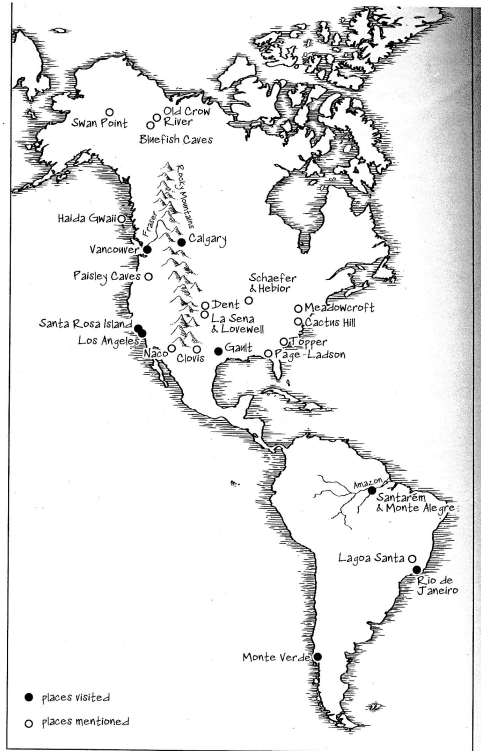 Swan Point
Old Crow
River
Bluefish Caves
Rocky Mountains
Haida Gwaii
Fraser
Vancouver
Calgary
Paisley Caves
Schaefer
& Hebior
Dent
La Sena
& Lovewell
Meadowcroft
Cactus Hill
Santa Rosa Island
Los Angeles
Topper
Naco
Clovis
Gault
Page-Ladson
Amazon
Santarém
& Monte Alegre
Lagoa Santa
Rio de
Janeiro
Monte Verde
places visited
places mentioned